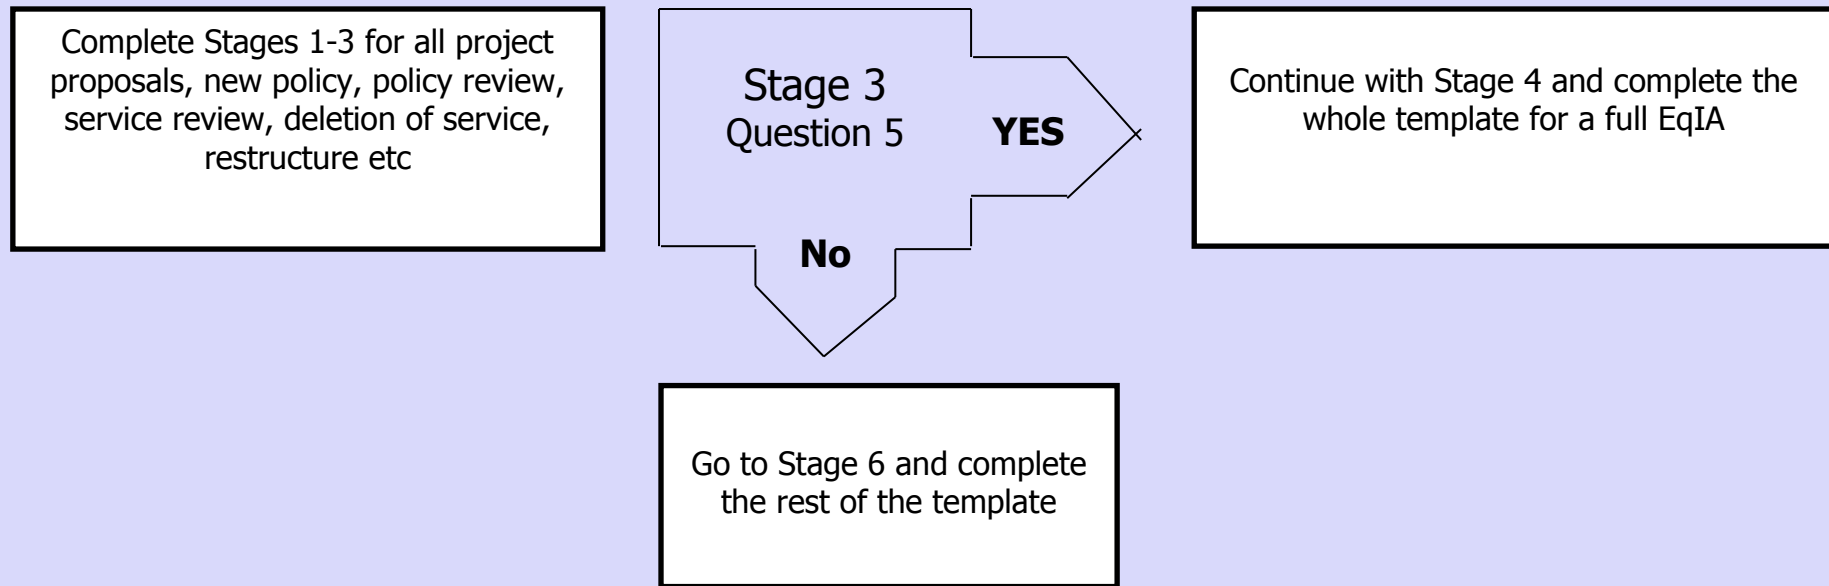 Complete Stages 1-3 for all project
proposals, new policy, policy review,
service review, deletion of service,
restructure etc
Stage 3
Question 5
YES
No
Continue with Stage 4 and complete the
whole template for a full EqIA
Go to Stage 6 and complete
the rest of the template